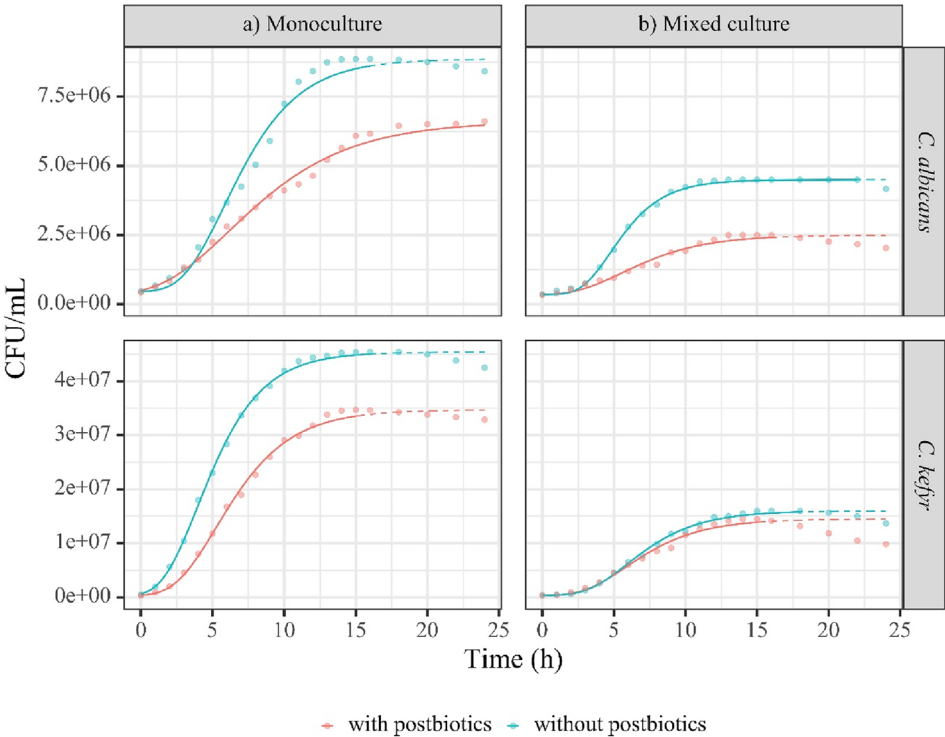 a) Monoculture
b) Mixed culture
7.5e+06
5.0e+06
2.5e+06
0.0e+00
C. albicans
CFU/mL
4e+07
3e+07
2e+07
1e+07
0e+00
C. kefyr
0 5 10 15 20 25
0 5 10 15 20 25
Time (h)
with postbiotics without postbiotics